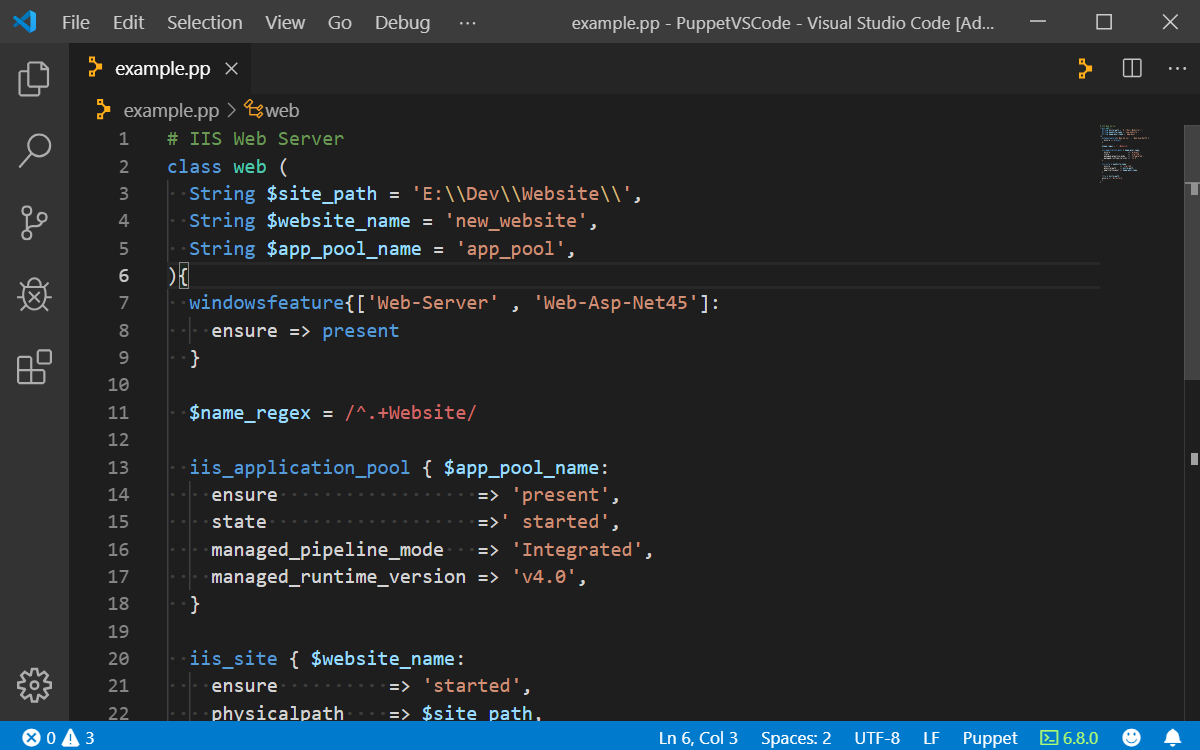 File Edit Selection View Go Debug ··· example.pp - PuppetVSCode - Visual Studio Code [Ad...
example.pp
example.pp > web
1 # IIS Web Server
2 class web (
3 String $site_path = 'E:\\Dev\\Website\\',
4 String $website_name = 'new_website',
5 String $app_pool_name = 'app_pool',
6 ){
7 windowsfeature{['Web-Server' , 'Web-Asp-Net45']:
8 ensure => present
9 }
10
11 $name_regex = /^.+Website/
12
13 iis_application_pool { $app_pool_name:
14 ensure => 'present',
15 state =>' started',
16 managed_pipeline_mode => 'Integrated',
17 managed_runtime_version => 'v4.0',
18 }
19
20 iis_site { $website_name:
21 ensure => 'started',
22 physicalpath => $site_path,
0 3 Ln 6, Col 3 Spaces: 2 UTF-8 LF Puppet 6.8.0